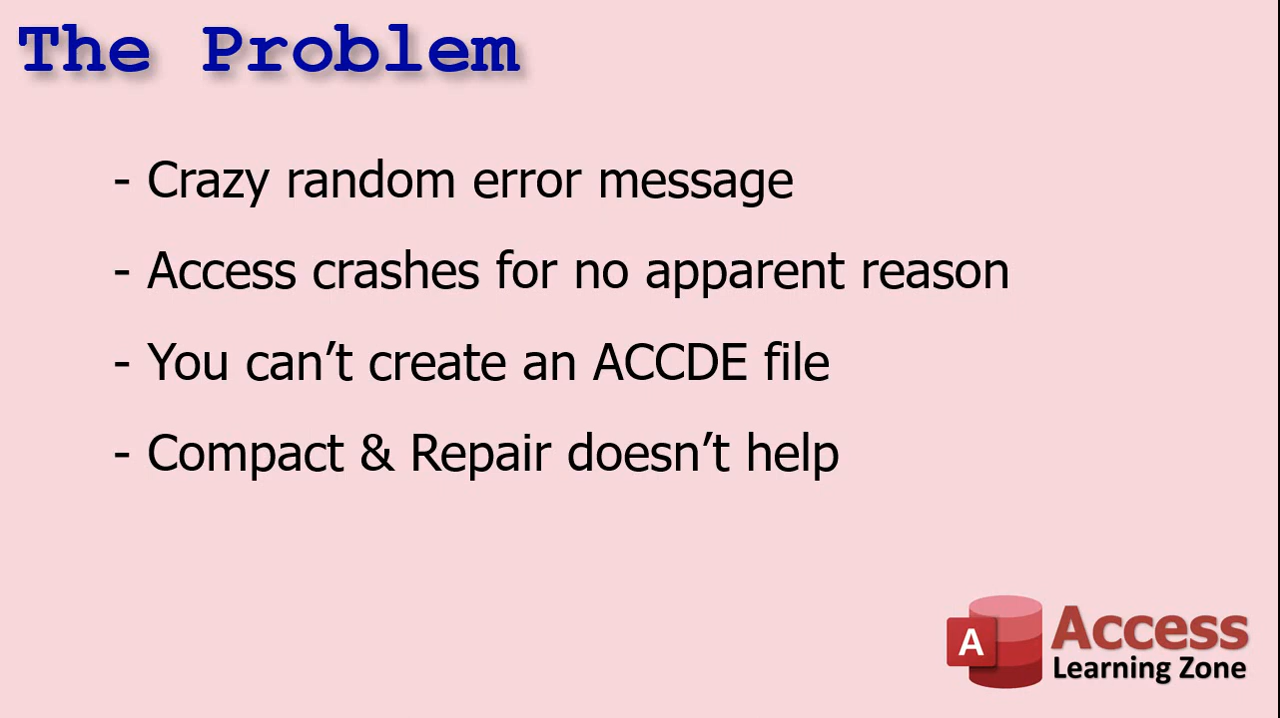 The Problem
- Crazy random error message
- Access crashes for no apparent reason
- You can’t create an ACCDE file
- Compact & Repair doesn’t help
A
Access
Learning Zone